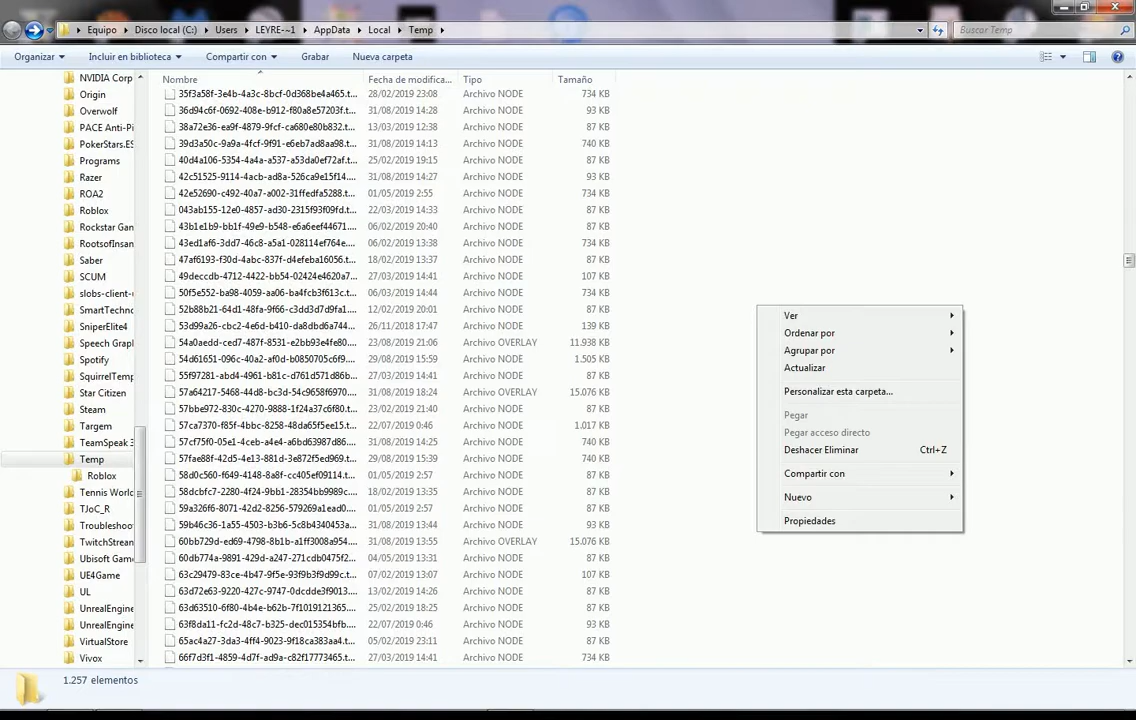 Equipo ▸ Disco local (C:) ▸ Users ▸ LEYRE-~1 ▸ AppData ▸ Local ▸ Temp ▸
Buscar Temp
Organizar Incluir en biblioteca Compartir con Grabar Nueva carpeta
NVIDIA Corp
Origin
Overwolf
PACE Anti-Pi
PokerStars.ES
Programs
Razer
ROA2
Roblox
Rockstar Gan
RootsofInsan
Saber
SCUM
slobs-client-
SmartTechno
SniperElite4
Speech Grapl
Spotify
SquirrelTemp
Star Citizen
Steam
Targem
TeamSpeak 3
Temp
Roblox
Tennis World
TJoC_R
Troubleshoot
TwitchStream
Ubisoft Game
UE4Game
UL
UnrealEngine
UnrealEngine
VirtualStore
Vivox
Nombre Fecha de modifica... Tipo Tamaño
35f3a58f-3e4b-4a3c-8bcf-0d368be4a465.t... 28/02/2019 23:08 Archivo NODE 734 KB
36d94c6f-0692-408e-b912-f80a8e57203f.t... 31/08/2019 14:28 Archivo NODE 87 KB
38a72e36-ea9f-4879-9fcf-ca680e80b832.t... 13/03/2019 12:38 Archivo NODE 87 KB
39d3a50c-9a9a-4fcf-9f91-e6eb7ad8aa98.t... 31/08/2019 14:13 Archivo NODE 740 KB
40d4a106-5354-4a4a-a537-a53da0ef72af.t... 25/02/2019 19:15 Archivo NODE 87 KB
42c51525-9114-4acb-ad8a-526ca9e15f14.... 31/08/2019 14:27 Archivo NODE 93 KB
42e52690-c492-40a7-a002-31ffedfa5288.t... 01/05/2019 2:55 Archivo NODE 734 KB
043ab155-12e0-4857-ad30-2315f93f09fd.t... 22/03/2019 14:33 Archivo NODE 87 KB
43b1e1b9-bb1f-49e9-b548-e6a6eef44671.... 06/02/2019 20:40 Archivo NODE 87 KB
43ed1af6-3dd7-46c8-a5a1-028114ef764e.... 06/02/2019 13:38 Archivo NODE 734 KB
47af6193-f30d-4abc-837f-d4efeba16056.t... 18/02/2019 13:37 Archivo NODE 87 KB
49deccdb-4712-4422-bb54-02424e4620a7... 27/03/2019 14:41 Archivo NODE 107 KB
50f5e552-ba98-4059-aa06-ba4fcb3f613c.t... 06/03/2019 14:44 Archivo NODE 734 KB
52b88b21-64d1-48fa-9f66-c3dd3d7d9fa1.... 12/02/2019 20:01 Archivo NODE 87 KB
53d99a26-cbc2-4e6d-b410-da8dbd6a744.... 26/11/2018 17:47 Archivo NODE 139 KB
54a0aedd-ced7-487f-8531-e2bb93e4fe80.... 23/08/2019 21:06 Archivo OVERLAY 11.938 KB
54d61651-096c-40a2-af0d-b0850705c6f9.... 29/08/2019 15:59 Archivo NODE 1.505 KB
55f97281-abd4-4961-b81c-d761d571d86b... 27/03/2019 14:41 Archivo NODE 87 KB
57a64217-5468-44d8-bc3d-54c9658f6970.... 31/08/2019 18:24 Archivo OVERLAY 15.076 KB
57bbe972-830c-4270-9888-1f24a37c6f80.... 23/02/2019 21:40 Archivo NODE 87 KB
57ca7370-f85f-4bbc-8258-48da65f5ee15.t... 22/07/2019 0:46 Archivo NODE 1.017 KB
57cf75f0-05e1-4ceb-a4e4-a6bd63987d86.... 31/08/2019 14:25 Archivo NODE 740 KB
57fae88f-42d5-4e13-881d-3e872f5ed969.t... 29/08/2019 15:38 Archivo NODE 740 KB
58d0c560-f649-4148-8a8f-cc405ef09114.t... 01/05/2019 2:57 Archivo NODE 87 KB
58dcbfc7-2280-4f24-9bb1-28354bb9989c.... 18/02/2019 13:35 Archivo NODE 87 KB
59a326f6-8071-42d2-8d53-d3ff5226e708.t... 01/05/2019 2:57 Archivo NODE 87 KB
59b46c36-1a55-4503-b3b6-5c8b4340453a... 31/08/2019 13:44 Archivo NODE 93 KB
60bb729d-ed69-4798-8b1b-a1ff3008a954.... 31/08/2019 13:22 Archivo OVERLAY 15.076 KB
60db774a-9891-429d-a247-271cdb0475f2.... 04/05/2019 13:31 Archivo NODE 87 KB
63c29479-83ce-4b47-9f5e-93f9b3f9d99c.t... 07/02/2019 13:07 Archivo NODE 107 KB
63d72e63-9220-427c-9747-0dcdde3f9013.... 13/02/2019 14:26 Archivo NODE 87 KB
63d63510-6f80-4b4e-b62b-7f1019121365.... 25/02/2019 18:25 Archivo NODE 87 KB
63f8da11-fc2d-4c72-bec0-015d315354bfb.... 22/07/2019 0:46 Archivo NODE 87 KB
65ac4a27-3da3-4ff4-9023-9f18ca383aa4.t... 05/02/2019 23:11 Archivo NODE 87 KB
66f7d3f1-4859-4d7f-ad9a-c82f17773465.t... 27/03/2019 14:41 Archivo NODE 734 KB
Ver
Ordenar por
Agrupar por
Actualizar
Personalizar esta carpeta...
Pegar
Pegar acceso directo
Deshacer Eliminar Ctrl+Z
Compartir con
Nuevo
Propiedades
1.257 elementos